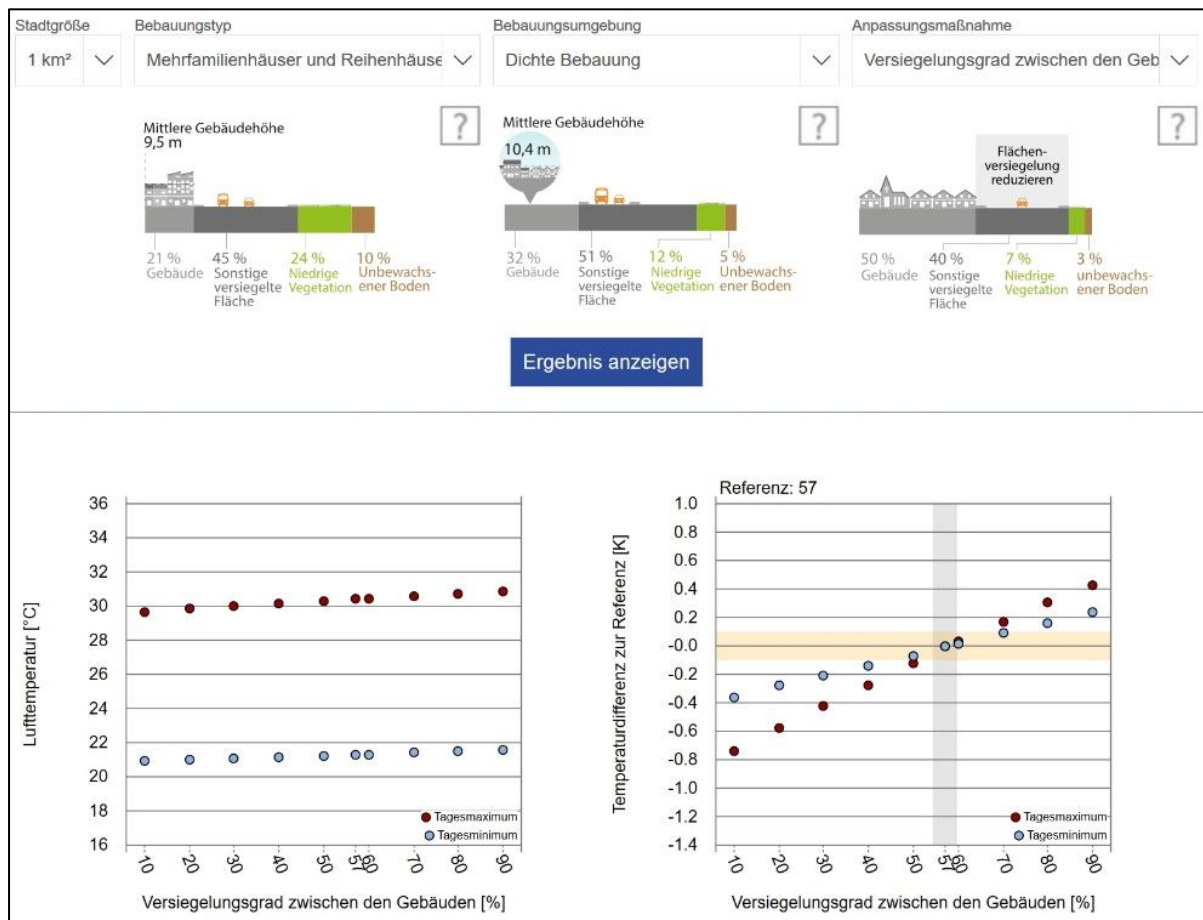 Stadtgröße
Bebauungstyp
Bebauungsumgebung
Anpassungsmaßnahme
1 km²
Mehrfamilienhäuser und Reihenhäuse
Dichte Bebauung
Versiegelungsgrad zwischen den Geb
Mittlere Gebäudehöhe
9,5 m
?
21 %
Gebäude
45 %
Sonstige
versiegelte
Fläche
24 %
Niedrige
Vegetation
10 %
Unbewachs-
ener Boden
Mittlere Gebäudehöhe
10,4 m
?
32 %
Gebäude
51 %
Sonstige
versiegelte
Fläche
12 %
Niedrige
Vegetation
5 %
Unbewachs-
ener Boden
Flächen-
versiegelung
reduzieren
?
50 %
Gebäude
40 %
Sonstige
versiegelte
Fläche
7 %
Niedrige
Vegetation
3 %
unbewachs-
ener Boden
Ergebnis anzeigen
Lufttemperatur [°C]
36
34
32
30
28
26
24
22
20
18
16
Tagesmaximum
Tagesminimum
10
20
30
40
50
57
60
70
80
90
Versiegelungsgrad zwischen den Gebäuden [%]
Referenz: 57
Temperaturdifferenz zur Referenz [K]
1.0
0.8
0.6
0.4
0.2
-0.0
-0.2
-0.4
-0.6
-0.8
-1.0
-1.2
-1.4
Tagesmaximum
Tagesminimum
10
20
30
40
50
57
60
70
80
90
Versiegelungsgrad zwischen den Gebäuden [%]